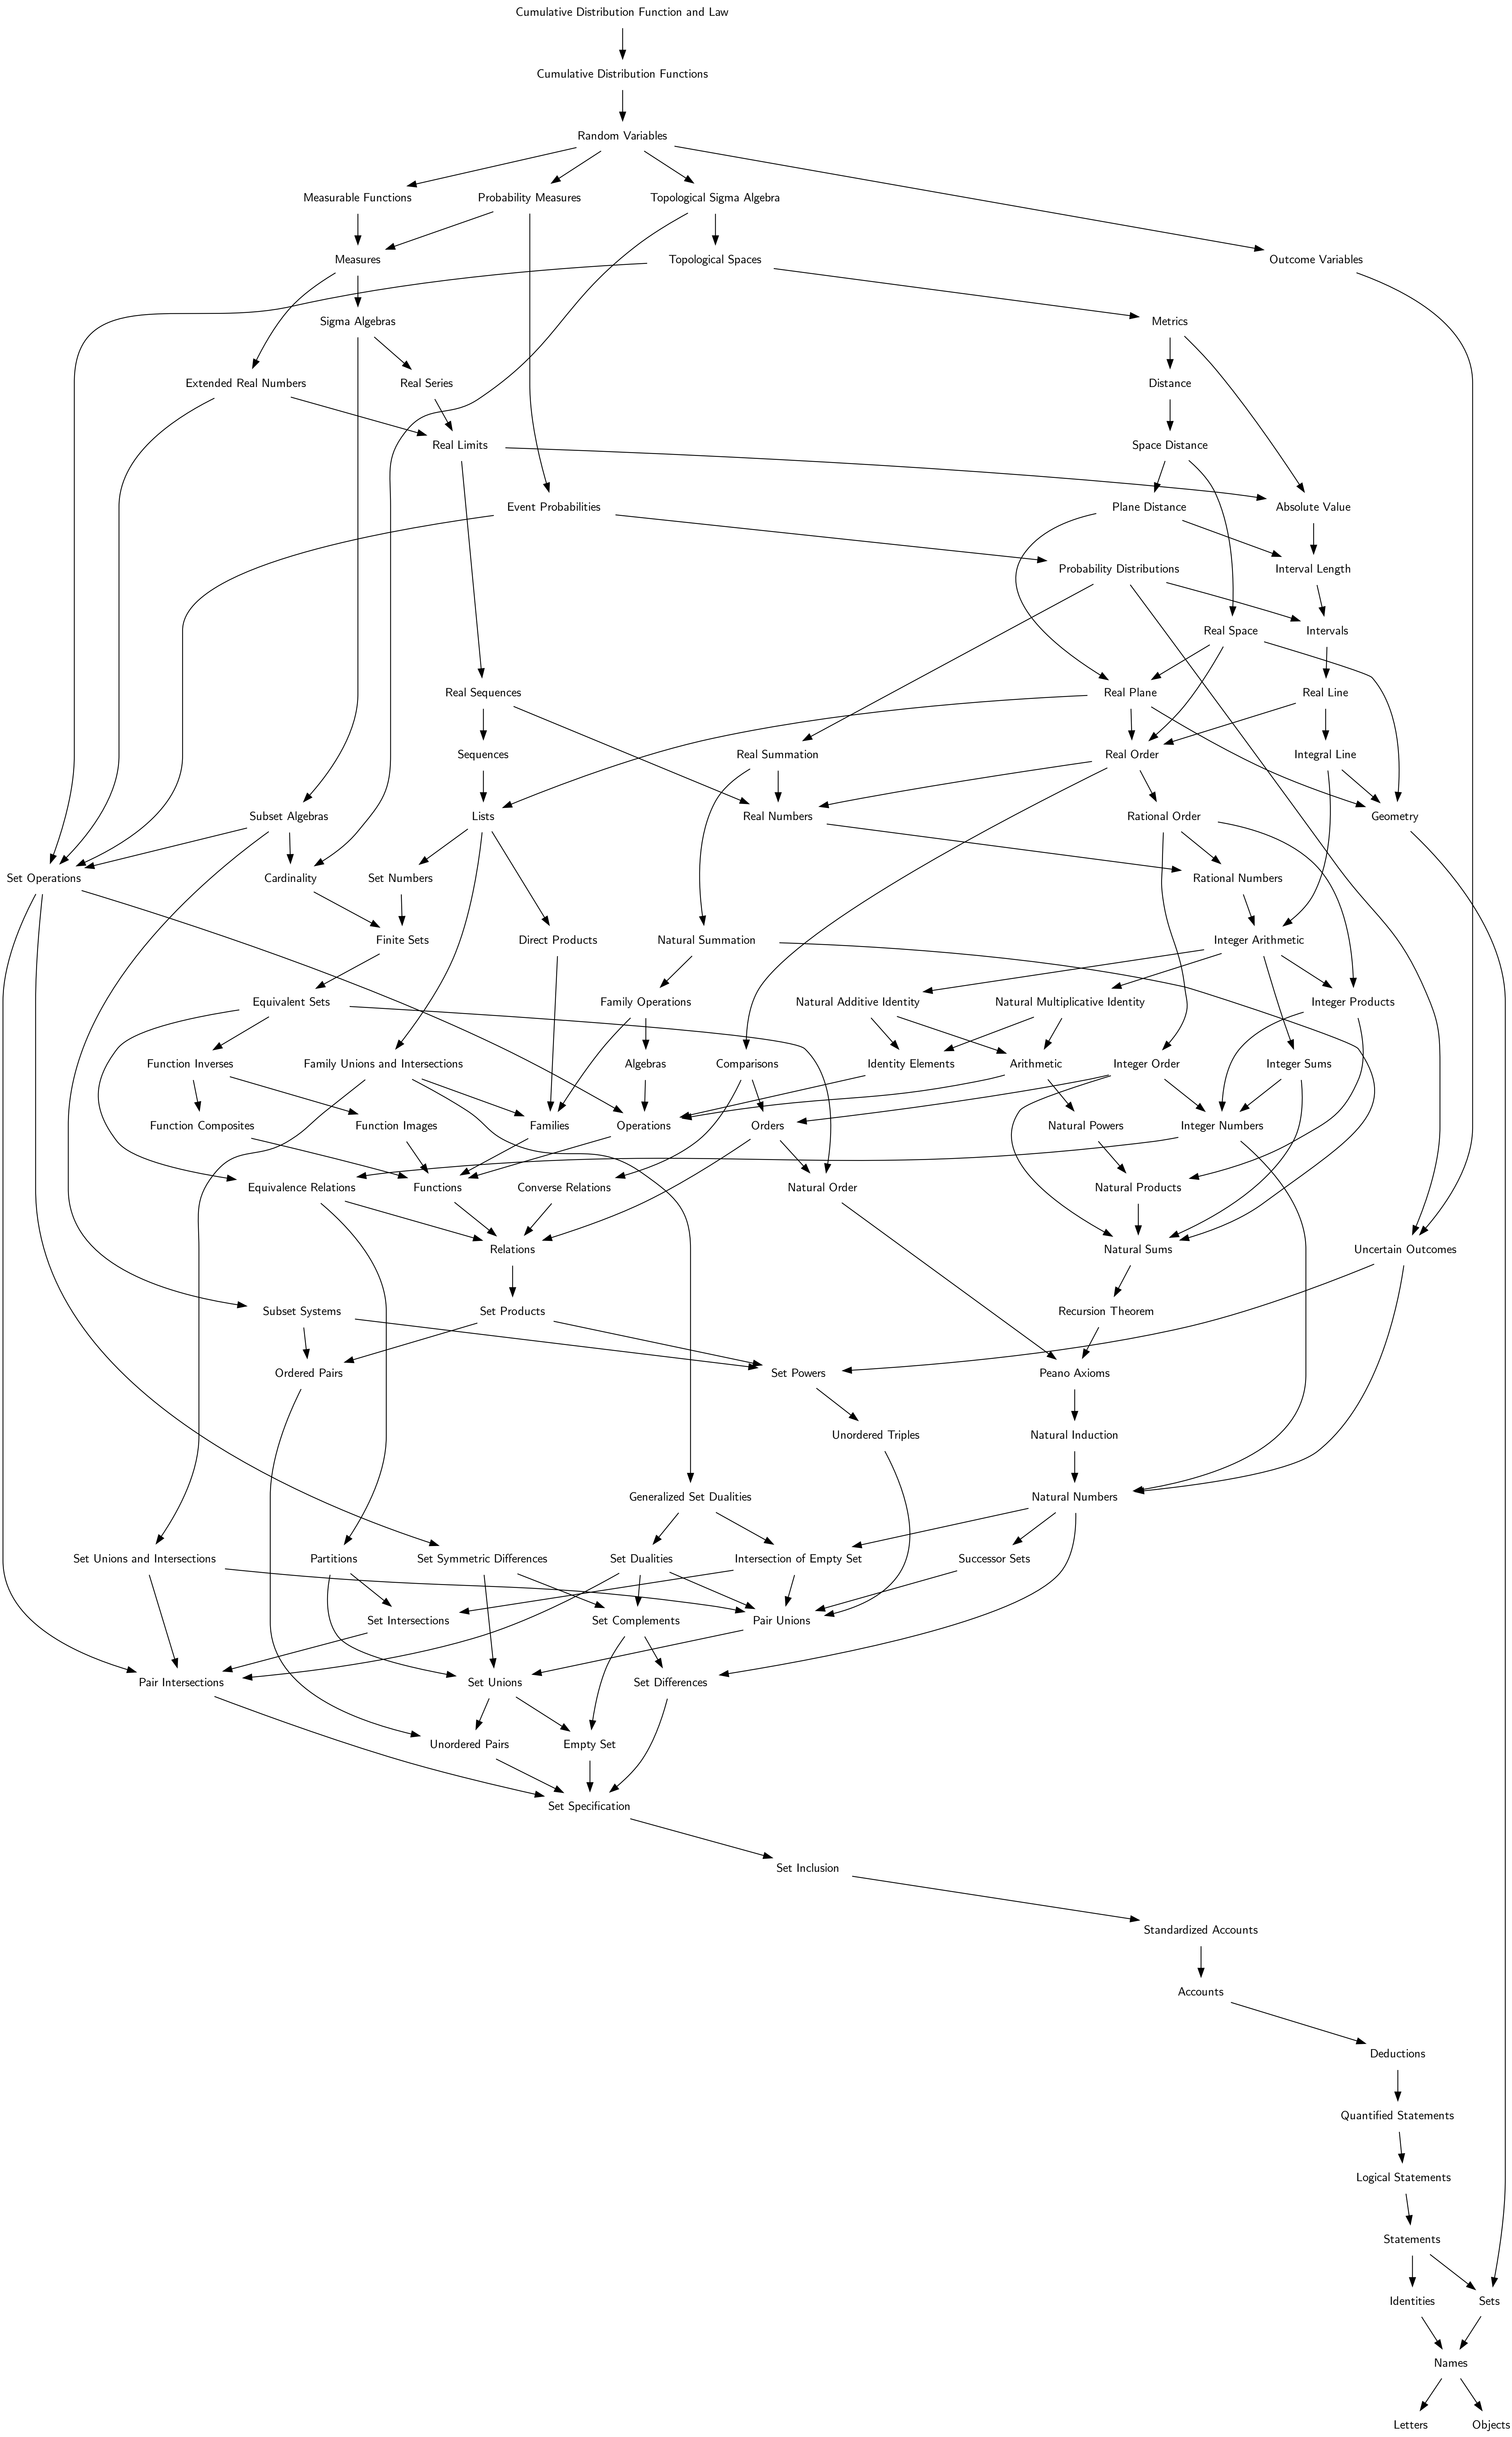 Cumulative Distribution Function and Law
Cumulative Distribution Functions
Random Variables
Measurable Functions
Probability Measures
Topological Sigma Algebra
Measures
Topological Spaces
Outcome Variables
Sigma Algebras
Metrics
Extended Real Numbers
Real Series
Distance
Real Limits
Space Distance
Event Probabilities
Plane Distance
Absolute Value
Probability Distributions
Interval Length
Real Space
Intervals
Real Sequences
Real Plane
Real Line
Sequences
Real Summation
Real Order
Integral Line
Subset Algebras
Lists
Real Numbers
Rational Order
Geometry
Set Operations
Cardinality
Set Numbers
Rational Numbers
Finite Sets
Direct Products
Natural Summation
Integer Arithmetic
Equivalent Sets
Family Operations
Natural Additive Identity
Natural Multiplicative Identity
Integer Products
Function Inverses
Family Unions and Intersections
Algebras
Comparisons
Identity Elements
Arithmetic
Integer Order
Integer Sums
Function Composites
Function Images
Families
Operations
Orders
Natural Powers
Integer Numbers
Equivalence Relations
Functions
Converse Relations
Natural Order
Natural Products
Relations
Natural Sums
Uncertain Outcomes
Subset Systems
Set Products
Recursion Theorem
Ordered Pairs
Set Powers
Peano Axioms
Unordered Triples
Natural Induction
Generalized Set Dualities
Natural Numbers
Set Unions and Intersections
Partitions
Set Symmetric Differences
Set Dualities
Intersection of Empty Set
Successor Sets
Set Intersections
Set Complements
Pair Unions
Pair Intersections
Set Unions
Set Differences
Unordered Pairs
Empty Set
Set Specification
Set Inclusion
Standardized Accounts
Accounts
Deductions
Quantified Statements
Logical Statements
Statements
Identities
Sets
Names
Letters
Objects